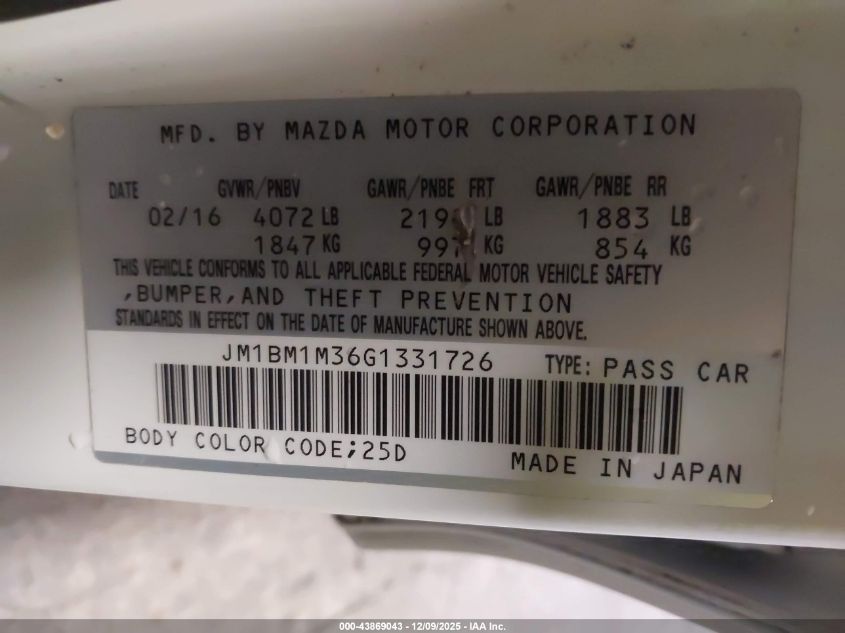 MFD. BY MAZDA MOTOR CORPORATION
DATE GVWR/PNBV GAWR/PNBE FRT GAWR/PNBE RR
02/16 4072 LB LB 1883 LB
1847 KG 997 KG 854 KG
THIS VEHICLE CONFORMS TO ALL APPLICABLE FEDERAL MOTOR VEHICLE SAFETY
,BUMPER,AND THEFT PREVENTION
STANDARDS IN EFFECT ON THE DATE OF MANUFACTURE SHOWN ABOVE.
JM1BM1M36G1331726 TYPE: PASS CAR
BODY COLOR CODE;25D MADE IN JAPAN
000-43869043 - 12/09/2025 - IAA Inc.